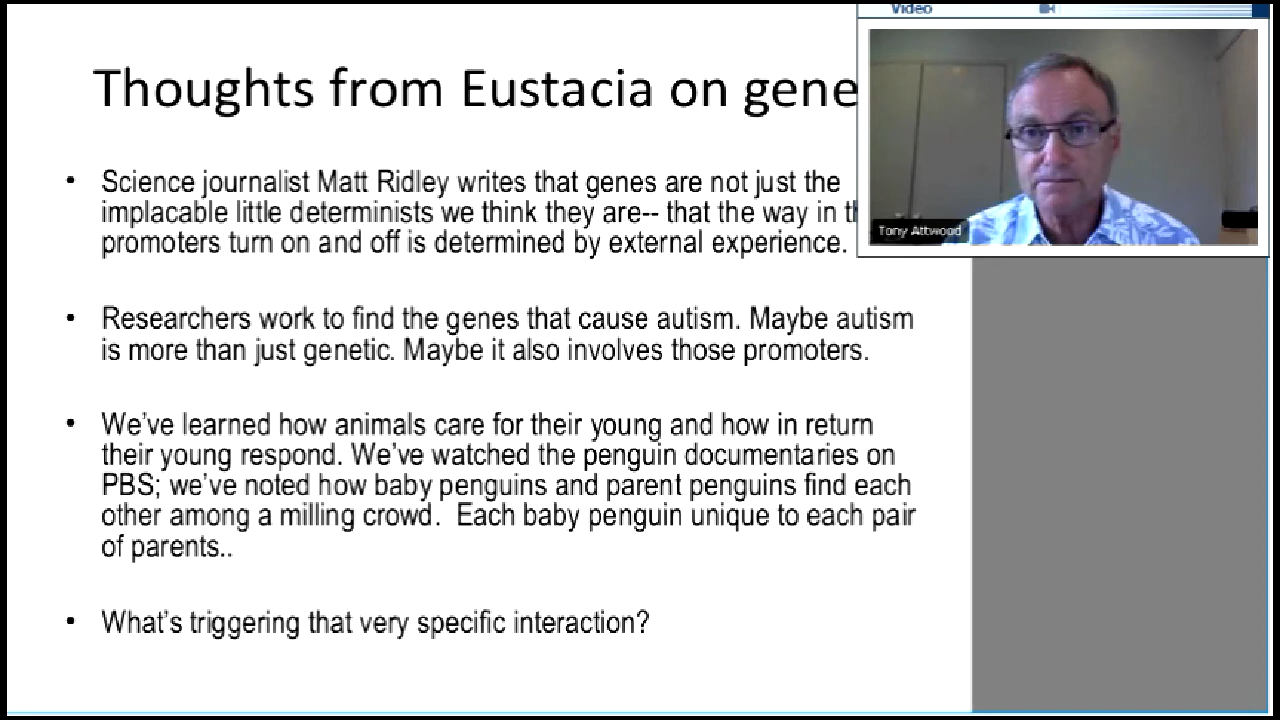 Video
Thoughts from Eustacia on gene
Tony Attwood
• Science journalist Matt Ridley writes that genes are not just the
implacable little determinists we think they are-- that the way in
promoters turn on and off is determined by external experience.
• Researchers work to find the genes that cause autism. Maybe autism
is more than just genetic. Maybe it also involves those promoters.
• We’ve learned how animals care for their young and how in return
their young respond. We’ve watched the penguin documentaries on
PBS; we’ve noted how baby penguins and parent penguins find each
other among a milling crowd.  Each baby penguin unique to each pair
of parents..
• What’s triggering that very specific interaction?